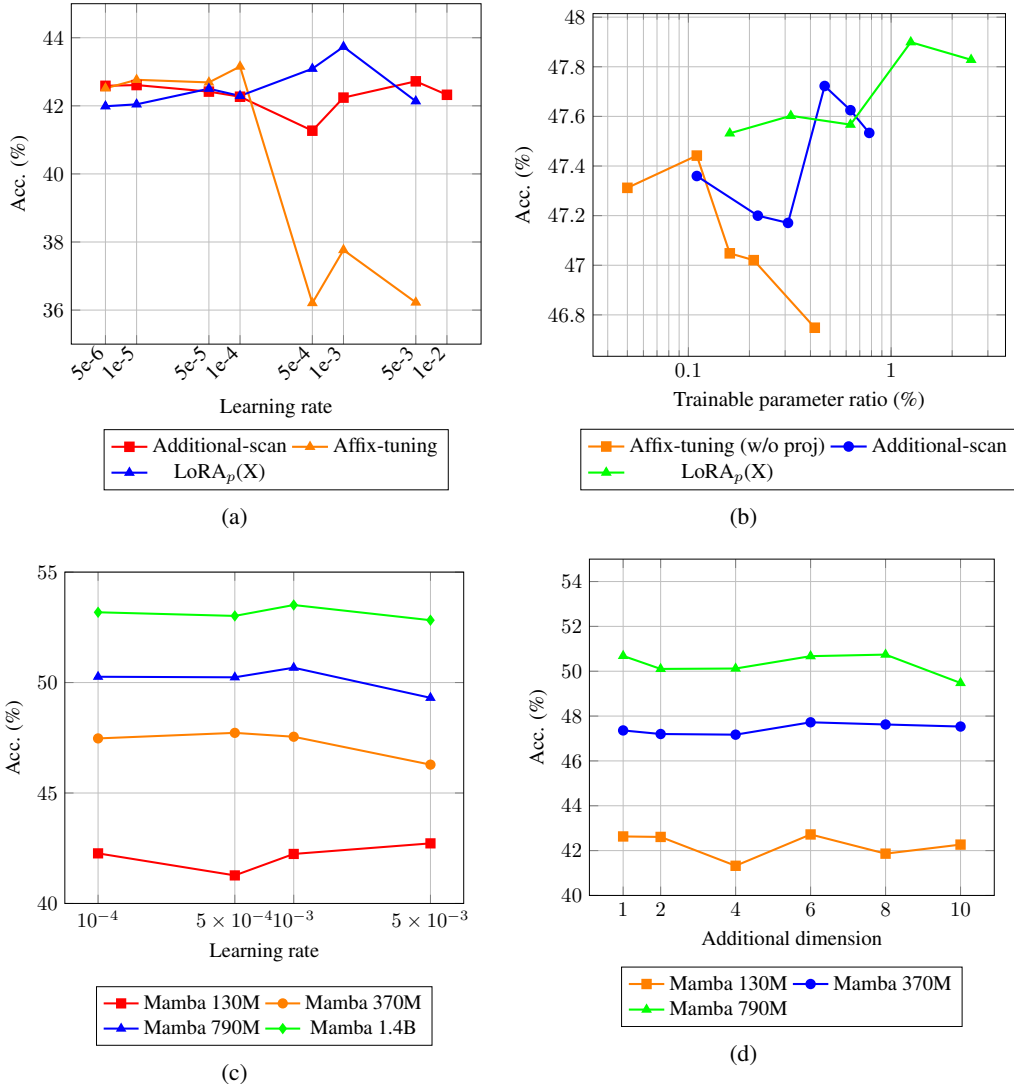 44
42
40
38
36
Acc. (%)
5e-6
1e-5
5e-5
1e-4
5e-4
1e-3
5e-3
1e-2
Learning rate
Additional-scan Affix-tuning
LoRAp(X)
(a)
48
47.8
47.6
47.4
47.2
47
46.8
Acc. (%)
0.1 1
Trainable parameter ratio (%)
Affix-tuning (w/o proj) Additional-scan
LoRAp(X)
(b)
55
50
45
40
Acc. (%)
10⁻⁴ 5 × 10⁻⁴ 10⁻³ 5 × 10⁻³
Learning rate
Mamba 130M Mamba 370M
Mamba 790M Mamba 1.4B
(c)
54
52
50
48
46
44
42
40
Acc. (%)
1 2 4 6 8 10
Additional dimension
Mamba 130M Mamba 370M
Mamba 790M
(d)